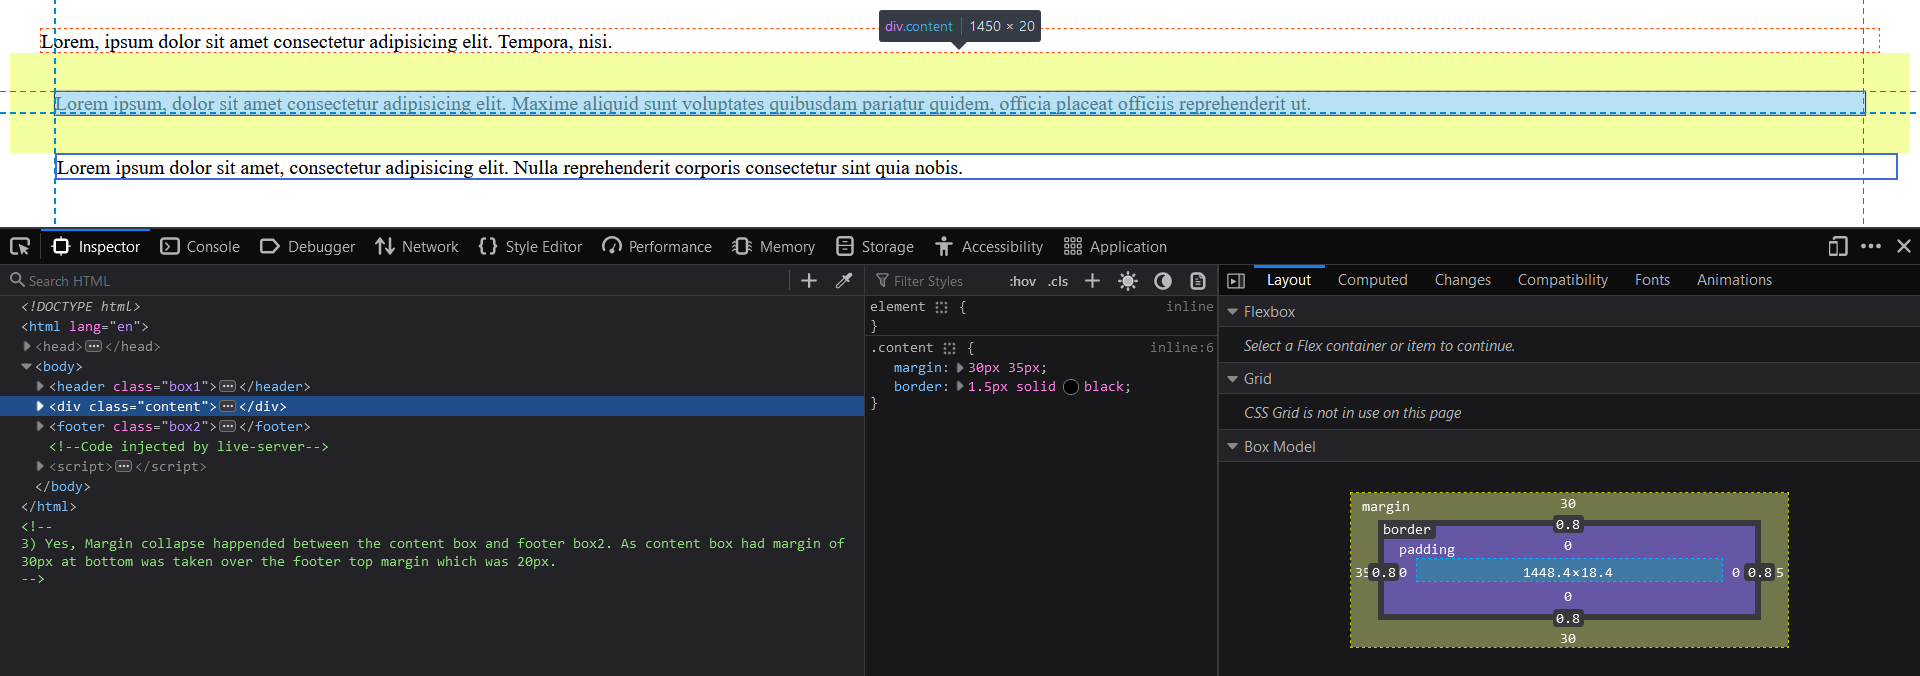 div.content 1450 × 20
Lorem, ipsum dolor sit amet consectetur adipisicing elit. Tempora, nisi.
Lorem ipsum, dolor sit amet consectetur adipisicing elit. Maxime aliquid sunt voluptates quibusdam pariatur quidem, officia placeat officiis reprehenderit ut.
Lorem ipsum dolor sit amet, consectetur adipisicing elit. Nulla reprehenderit corporis consectetur sint quia nobis.
Inspector Console Debugger Network Style Editor Performance Memory Storage Accessibility Application
Search HTML
<!DOCTYPE html>
<html lang="en">
<head>···</head>
<body>
<header class="box1">···</header>
<div class="content">···</div>
<footer class="box2">···</footer>
<!--Code injected by live-server-->
<script>···</script>
</body>
</html>
<!--
3) Yes, Margin collapse happended between the content box and footer box2. As content box had margin of
30px at bottom was taken over the footer top margin which was 20px.
-->
Filter Styles :hov .cls
element { inline
}
.content { inline:6
margin: 30px 35px;
border: 1.5px solid black;
}
Layout Computed Changes Compatibility Fonts Animations
Flexbox
Select a Flex container or item to continue.
Grid
CSS Grid is not in use on this page
Box Model
margin 30
border 0.8
padding 0
35 0.8 0 1448.4×18.4 0 0.8 5
0
0.8
30